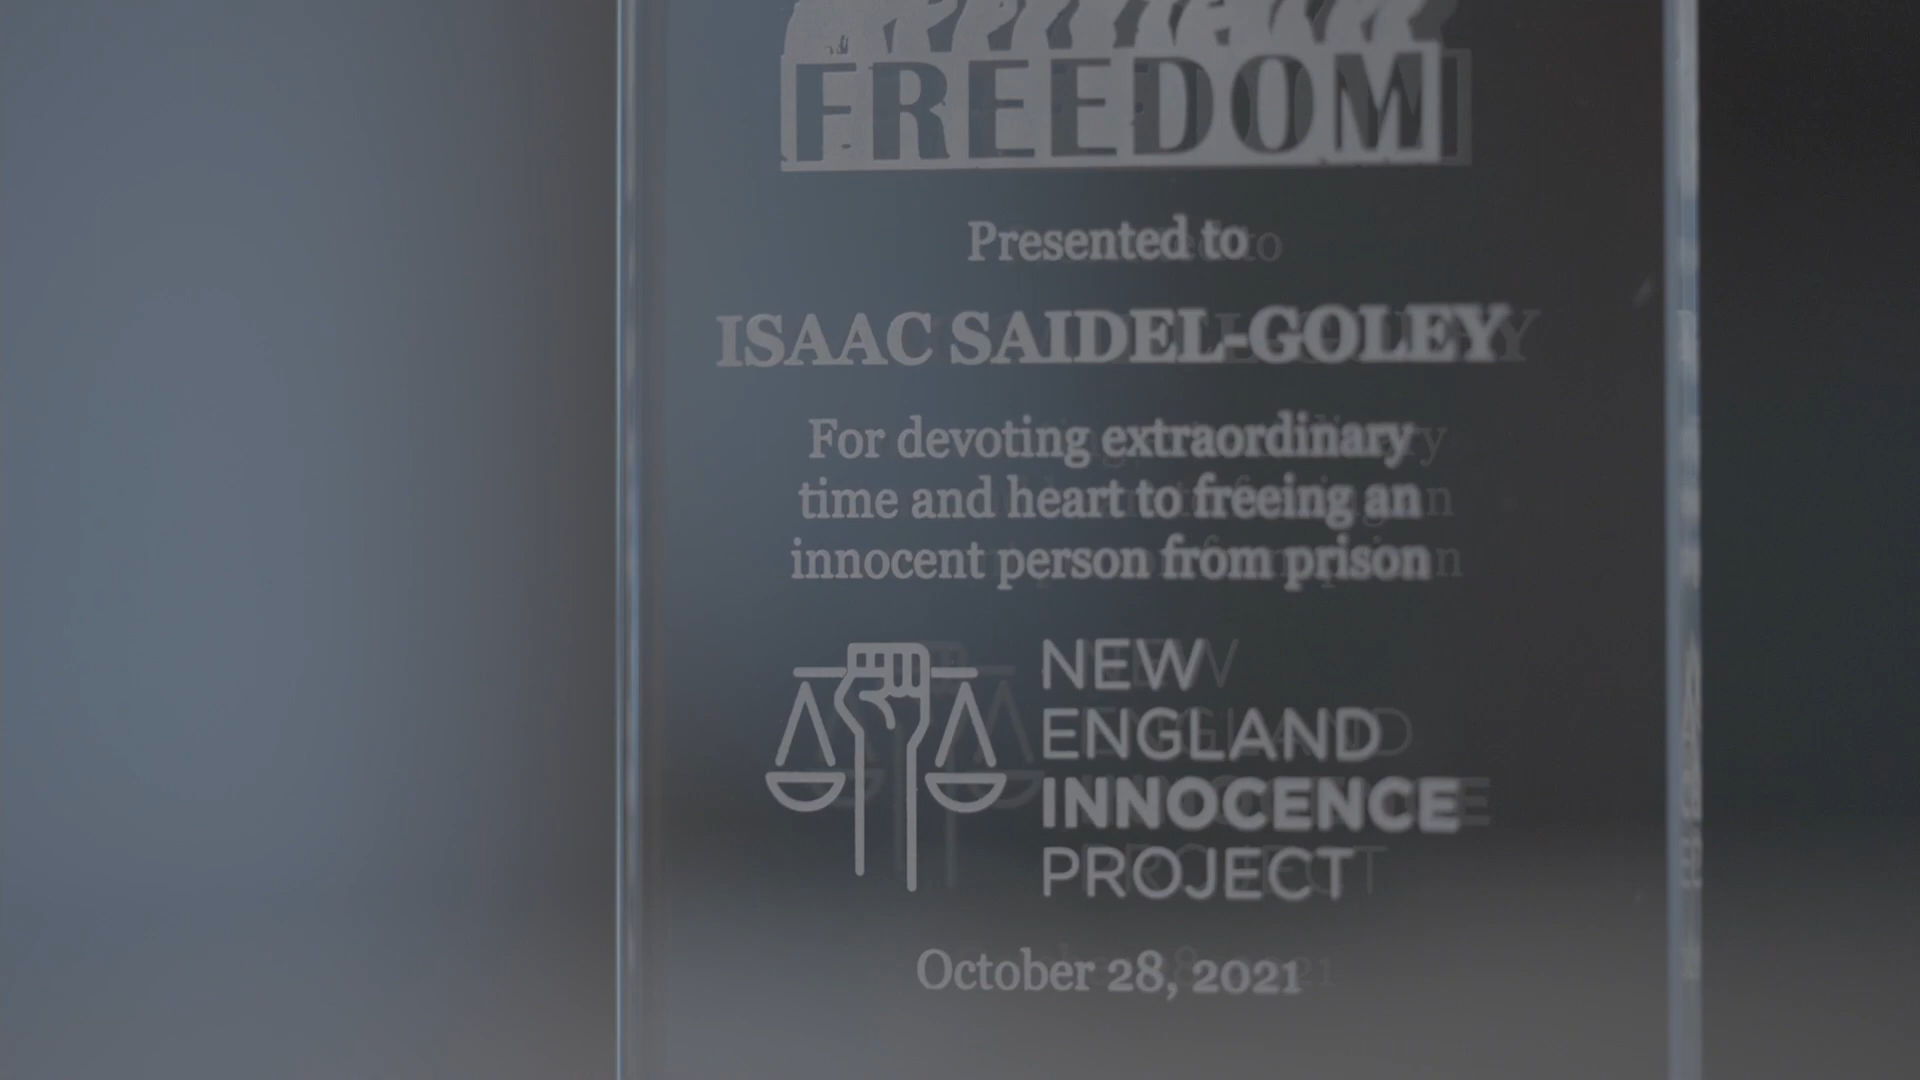 FREEDOM
Presented to
ISAAC SAIDEL-GOLEY
For devoting extraordinary
time and heart to freeing an
innocent person from prison
NEW
ENGLAND
INNOCENCE
PROJECT
October 28, 2021